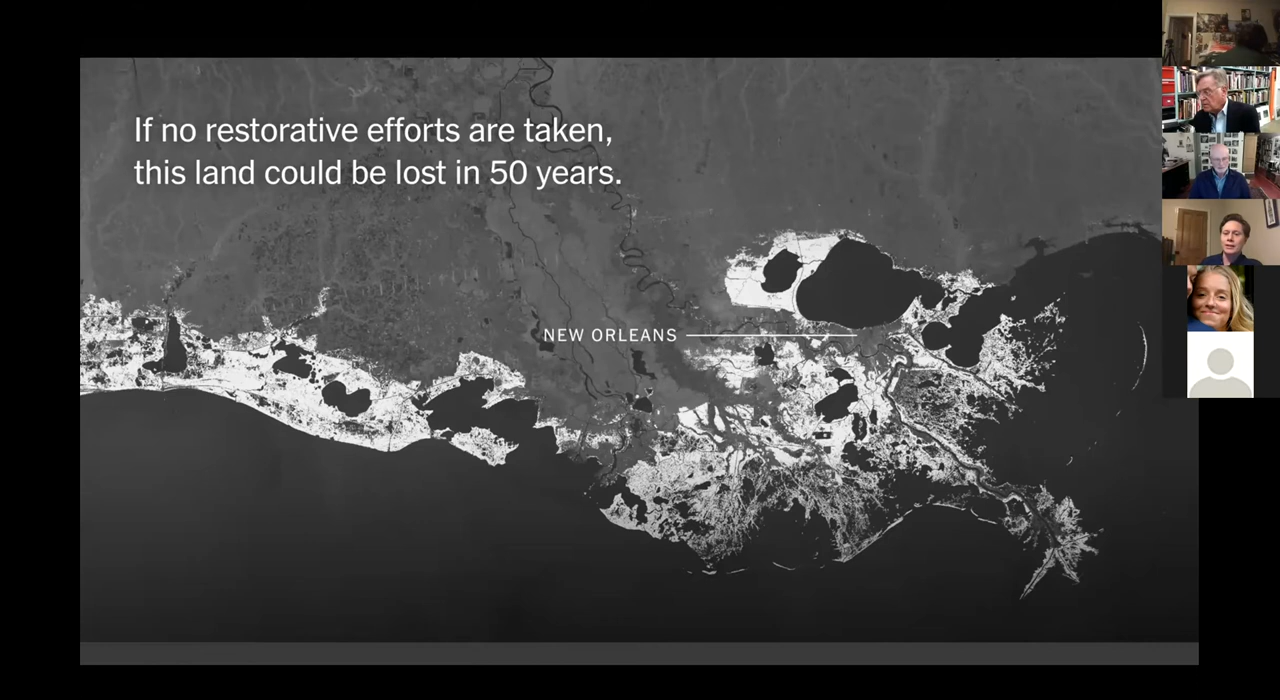 If no restorative efforts are taken,
this land could be lost in 50 years.
NEW ORLEANS